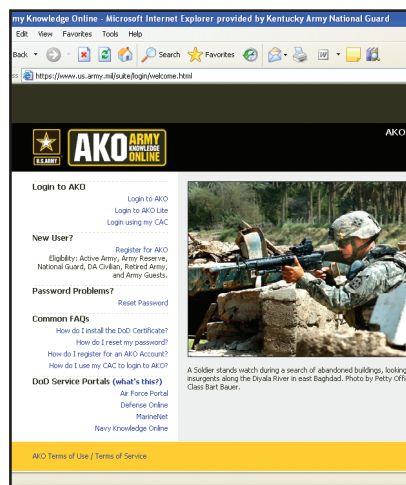 my Knowledge Online - Microsoft Internet Explorer provided by Kentucky Army National Guard
Edit View Favorites Tools Help
Back Search Favorites
ss https://www.us.army.mil/suite/login/welcome.html
AKO
U.S.ARMY
AKO ARMY KNOWLEDGE ONLINE
Login to AKO
Login to AKO
Login to AKO Lite
Login using my CAC
New User?
Register for AKO
Eligibility: Active Army, Army Reserve,
National Guard, DA Civilian, Retired Army,
and Army Guests.
Password Problems?
Reset Password
Common FAQs
How do I install the DoD Certificate?
How do I reset my password?
How do I register for an AKO Account?
How do I use my CAC to login to AKO?
DoD Service Portals (what's this?)
Air Force Portal
Defense Online
MarineNet
Navy Knowledge Online
A Soldier stands watch during a search of abandoned buildings, looking
insurgents along the Diyala River in east Baghdad. Photo by Petty Offi
Class Bart Bauer.
AKO Terms of Use / Terms of Service